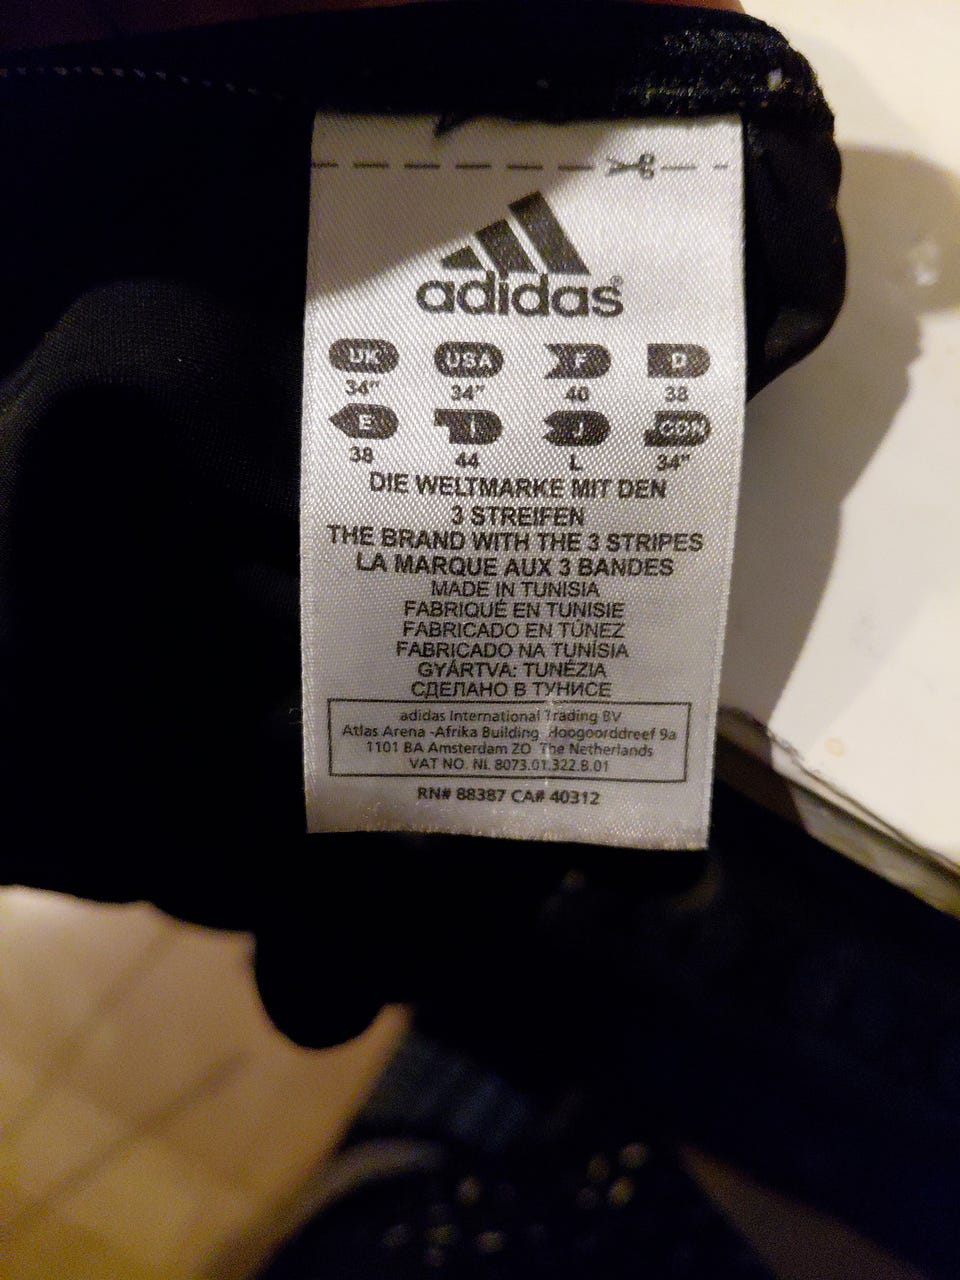 adidas®
UK USA F D
34" 34" 40 38
E I J CDN
38 44 L 34"
DIE WELTMARKE MIT DEN
3 STREIFEN
THE BRAND WITH THE 3 STRIPES
LA MARQUE AUX 3 BANDES
MADE IN TUNISIA
FABRIQUÉ EN TUNISIE
FABRICADO EN TÚNEZ
FABRICADO NA TUNÍSIA
GYÁRTVA: TUNÉZIA
СДЕЛАНО В ТУНИСЕ
adidas International Trading BV
Atlas Arena -Afrika Building, Hoogoorddreef 9a
1101 BA Amsterdam ZO The Netherlands
VAT NO. NL 8073.01.322.B.01
RN# 88387 CA# 40312